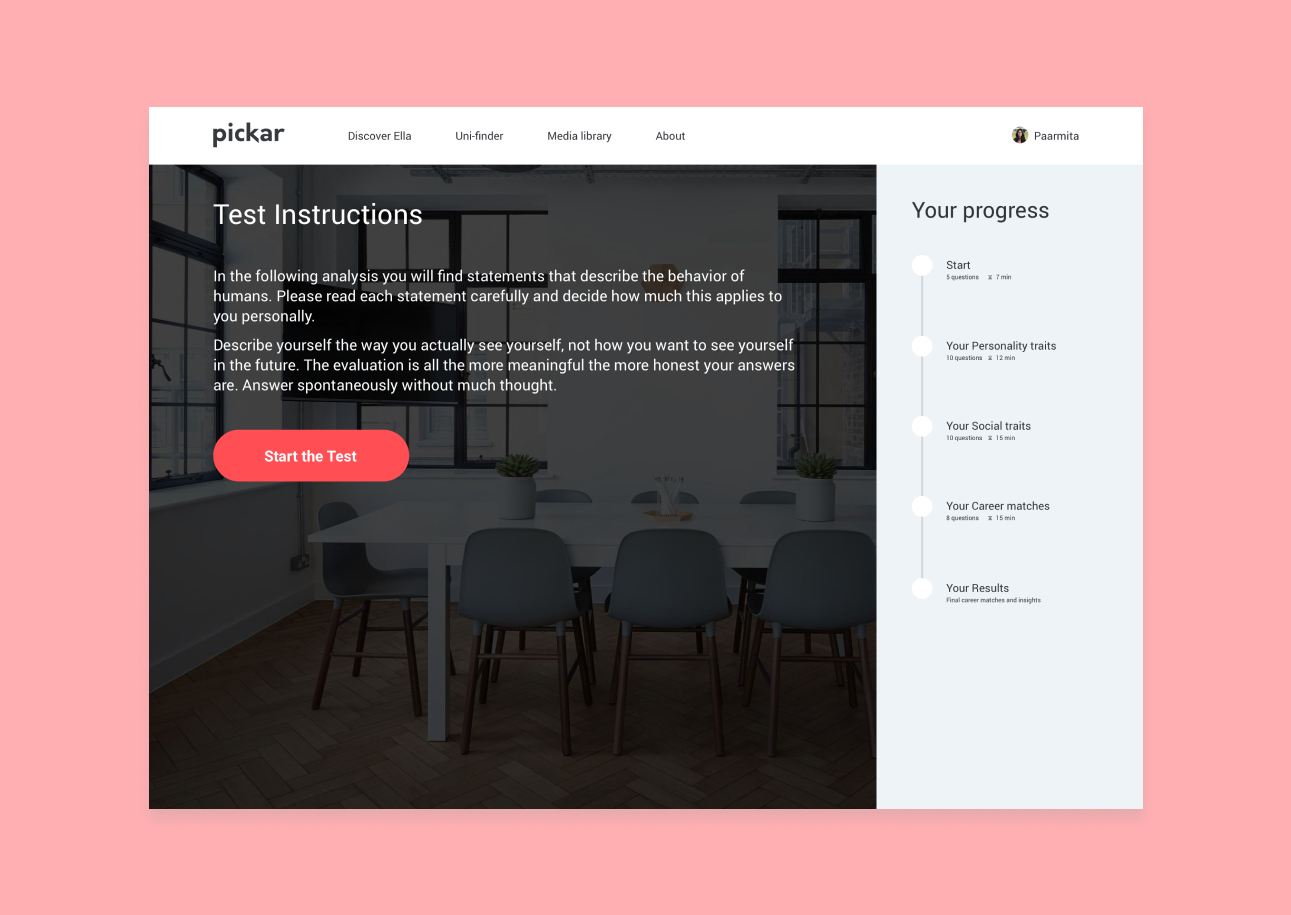 pickar
Discover Ella
Uni-finder
Media library
About
Paarmita
Test Instructions
In the following analysis you will find statements that describe the behavior of
humans. Please read each statement carefully and decide how much this applies to
you personally.
Describe yourself the way you actually see yourself, not how you want to see yourself
in the future. The evaluation is all the more meaningful the more honest your answers
are. Answer spontaneously without much thought.
Start the Test
Your progress
Start
5 questions 7 min
Your Personality traits
10 questions 12 min
Your Social traits
10 questions 15 min
Your Career matches
8 questions 15 min
Your Results
Final career matches and insights